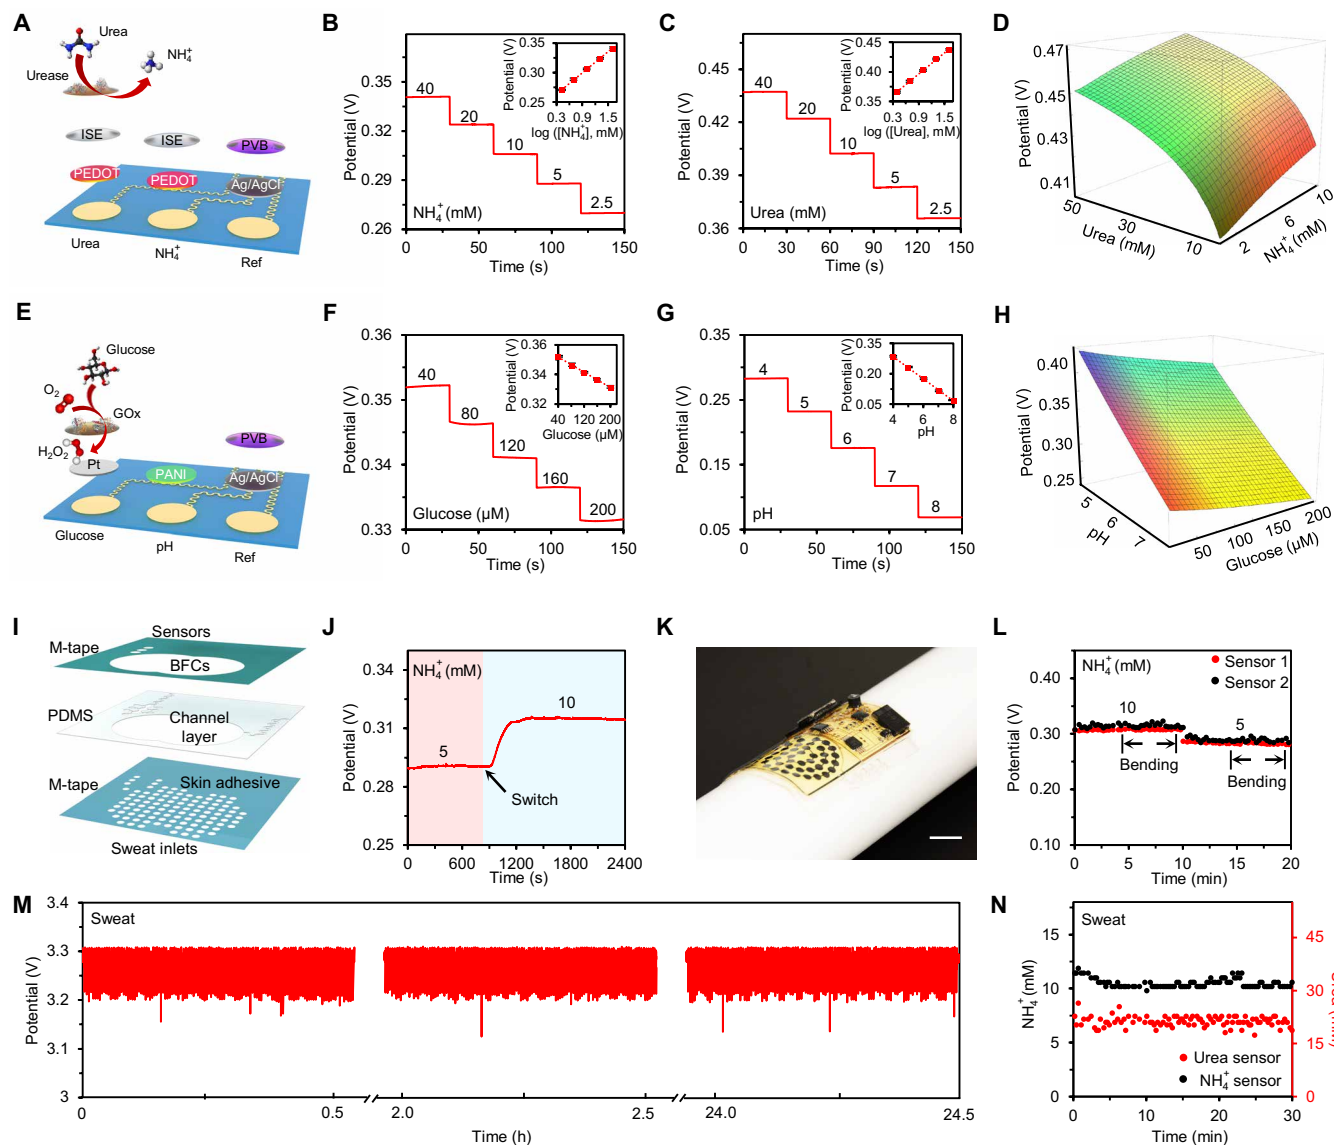 A
Urea
NH₄⁺
Urease
ISE
ISE
PVB
PEDOT
PEDOT
Ag/AgCl
Urea
NH₄⁺
Ref
B
Potential (V)
0.35
0.32
0.29
0.26
40
20
10
5
2.5
NH₄⁺ (mM)
0 50 100 150
Time (s)
Potential (V)
0.35
0.30
0.25
0.3 0.9 1.5
log ([NH₄⁺], mM)
C
Potential (V)
0.45
0.42
0.39
0.36
40
20
10
5
2.5
Urea (mM)
0 30 60 90 120 150
Time (s)
Potential (V)
0.45
0.40
0.35
0.3 0.9 1.5
log ([Urea], mM)
D
Potential (V)
0.47
0.45
0.43
0.41
50 30 10
Urea (mM)
2 6 10
NH₄⁺ (mM)
E
Glucose
O₂
GOx
H₂O₂
Pt
PANI
PVB
Ag/AgCl
Glucose
pH
Ref
F
Potential (V)
0.36
0.35
0.34
0.33
40
80
120
160
200
Glucose (μM)
0 50 100 150
Time (s)
Potential (V)
0.36
0.34
0.32
40 120 200
Glucose (μM)
G
Potential (V)
0.35
0.25
0.15
0.05
4
5
6
7
8
pH
0 50 100 150
Time (s)
Potential (V)
0.35
0.25
0.15
0.05
4 6 8
pH
H
Potential (V)
0.40
0.35
0.30
0.25
5 6 7
pH
50 100 150 200
Glucose (μM)
I
Sensors
M-tape
BFCs
PDMS
Channel
layer
M-tape
Skin adhesive
Sweat inlets
J
Potential (V)
0.34
0.31
0.28
0.25
NH₄⁺ (mM)
5
10
Switch
0 600 1200 1800 2400
Time (s)
K
L
Potential (V)
0.40
0.30
0.20
0.10
NH₄⁺ (mM)
Sensor 1
Sensor 2
10
5
Bending
Bending
0 5 10 15 20
Time (min)
M
Potential (V)
3.4
3.3
3.2
3.1
3
Sweat
0 0.5 2.0 2.5 24.0 24.5
Time (h)
N
NH₄⁺ (mM)
15
10
5
0
Sweat
45
30
15
0
Urea sensor
NH₄⁺ sensor
0 10 20 30
Time (min)